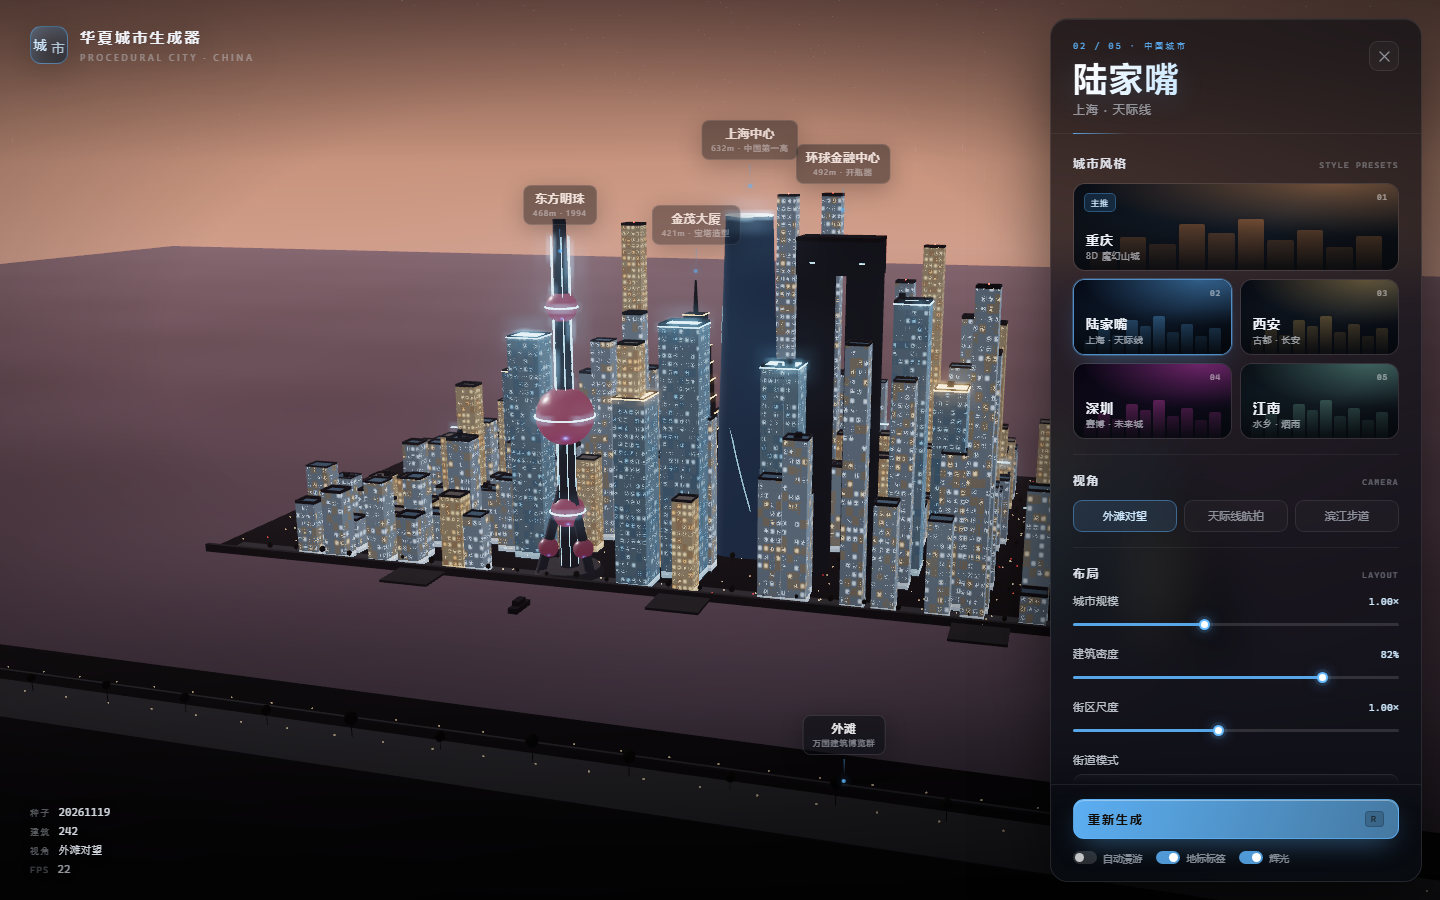 城市
华夏城市生成器
PROCEDURAL CITY · CHINA
上海中心
632m · 中国第一高
环球金融中心
492m · 开瓶器
东方明珠
468m · 1994
金茂大厦
421m · 宝塔造型
外滩
万国建筑博览群
种子 20261119
建筑 242
视角 外滩对望
FPS 22
02 / 05 · 中国城市
陆家嘴
上海 · 天际线
城市风格
STYLE PRESETS
主推
01
重庆
8D 魔幻山城
02
陆家嘴
上海 · 天际线
03
西安
古都 · 长安
04
深圳
赛博 · 未来城
05
江南
水乡 · 烟雨
视角
CAMERA
外滩对望
天际线航拍
滨江步道
布局
LAYOUT
城市规模 1.00×
建筑密度 82%
街区尺度 1.00×
街道模式
重新生成 R
自动漫游
地标标签
辉光